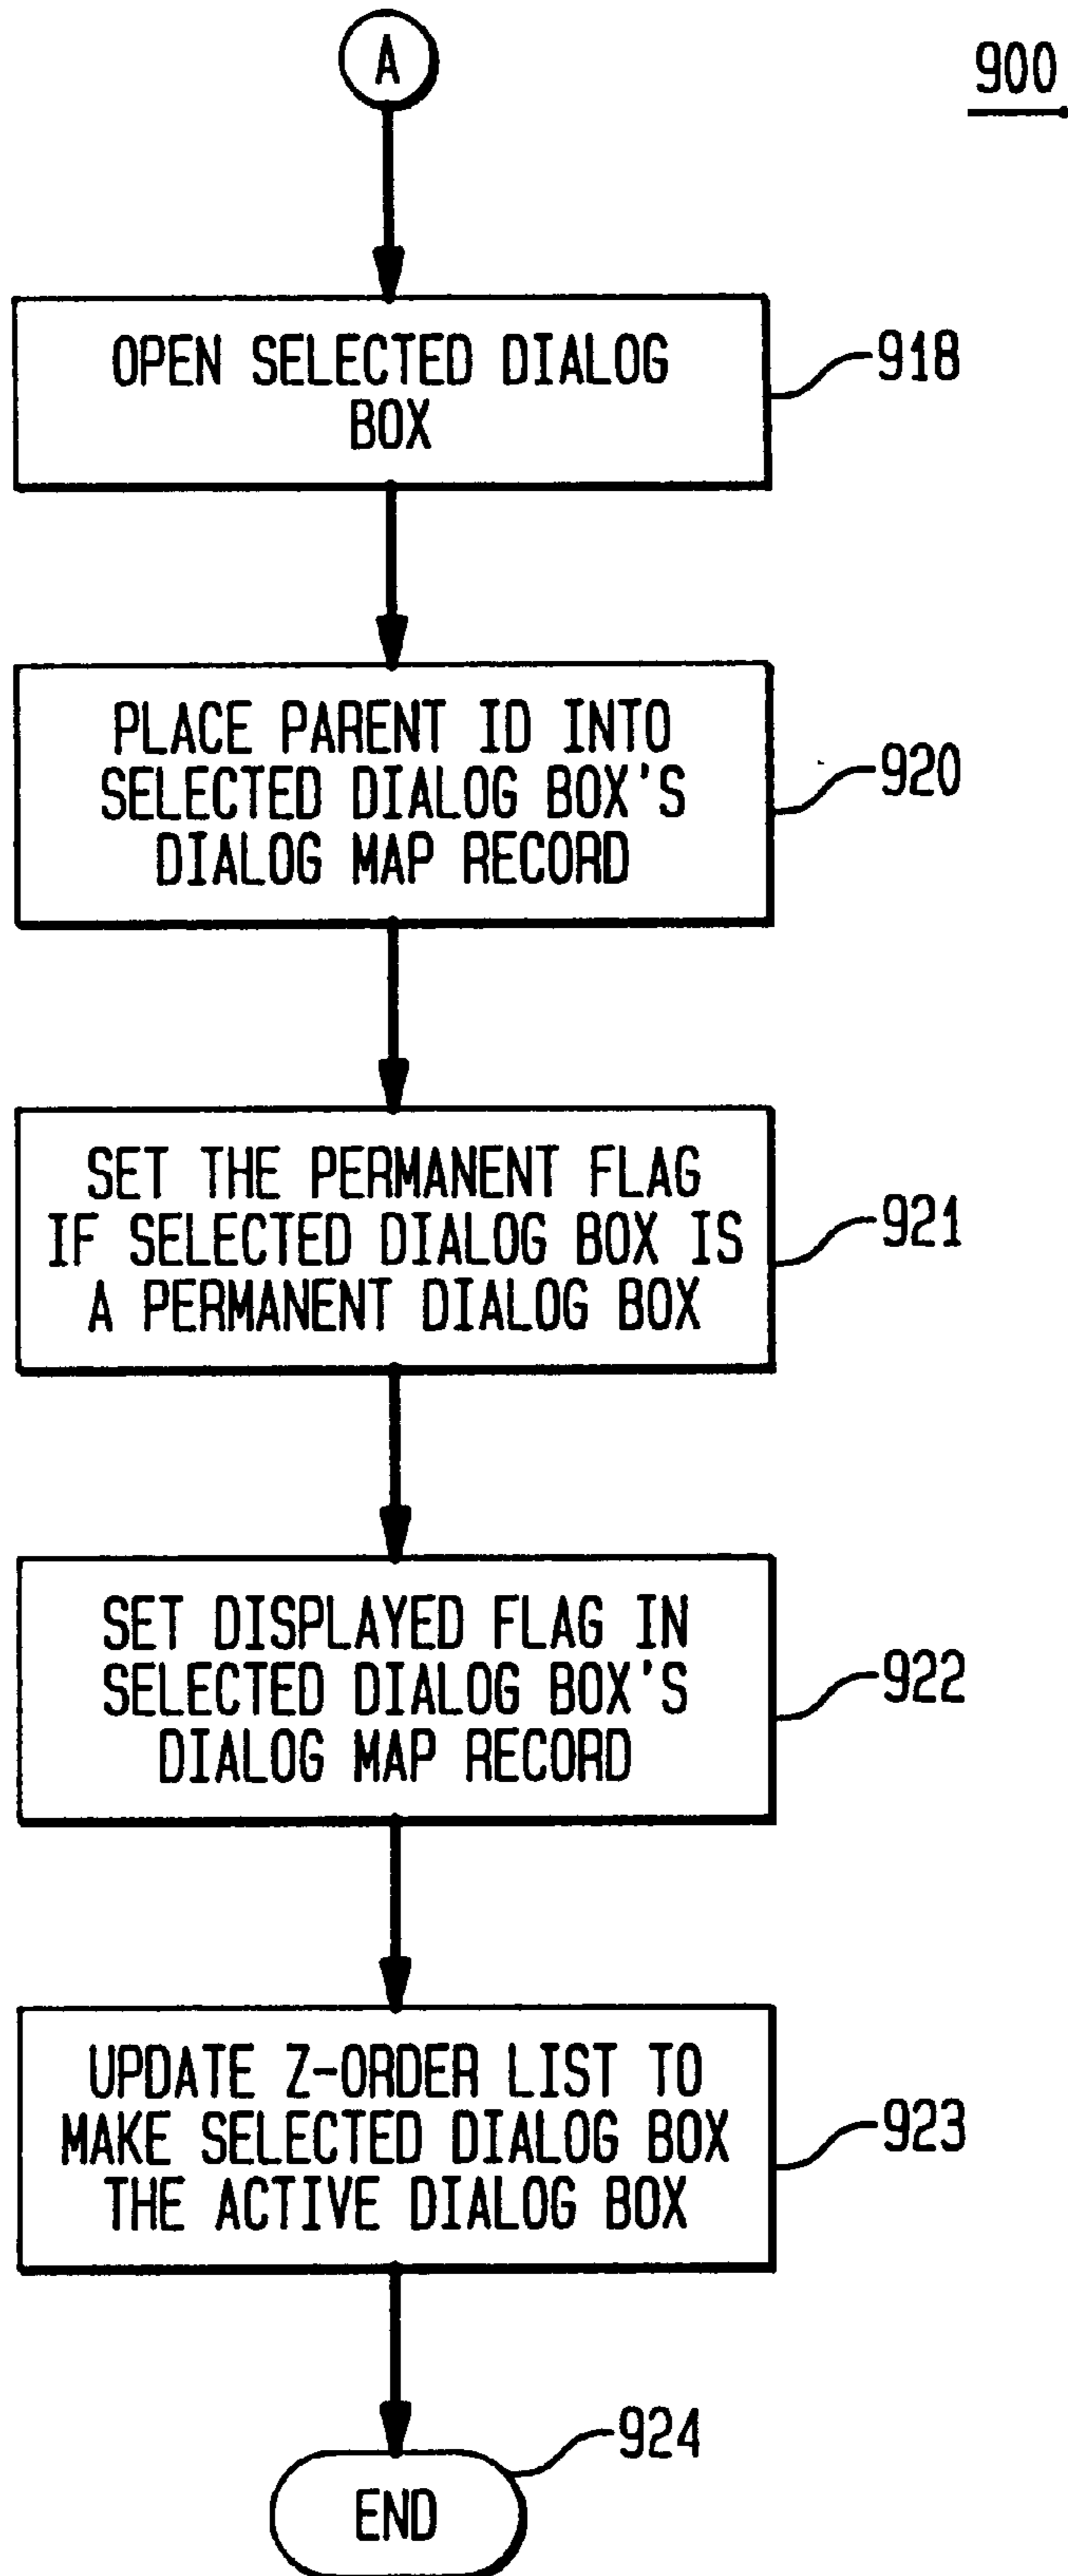 A
900
OPEN SELECTED DIALOG
BOX
918
PLACE PARENT ID INTO
SELECTED DIALOG BOX'S
DIALOG MAP RECORD
920
SET THE PERMANENT FLAG
IF SELECTED DIALOG BOX IS
A PERMANENT DIALOG BOX
921
SET DISPLAYED FLAG IN
SELECTED DIALOG BOX'S
DIALOG MAP RECORD
922
UPDATE Z-ORDER LIST TO
MAKE SELECTED DIALOG BOX
THE ACTIVE DIALOG BOX
923
924
END